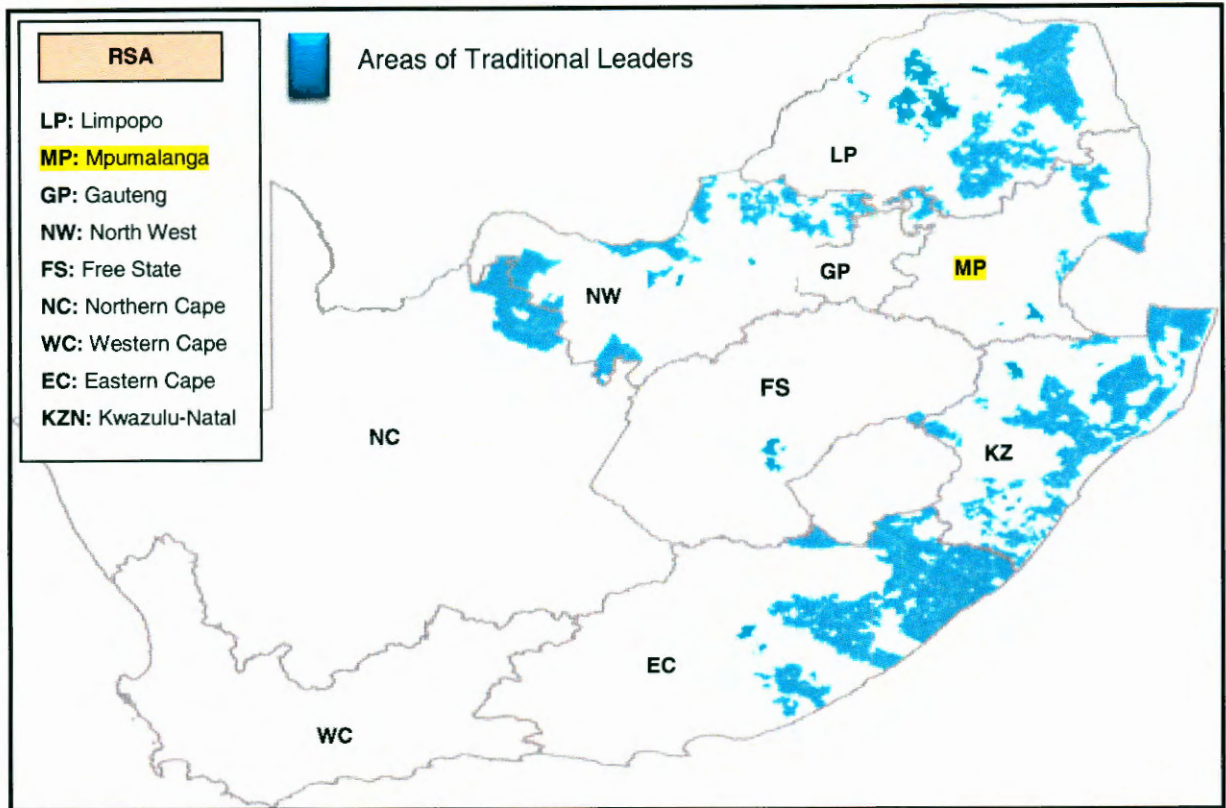 RSA
LP: Limpopo
MP: Mpumalanga
GP: Gauteng
NW: North West
FS: Free State
NC: Northern Cape
WC: Western Cape
EC: Eastern Cape
KZN: Kwazulu-Natal
Areas of Traditional Leaders
LP
MP
GP
NW
FS
NC
KZ
EC
WC